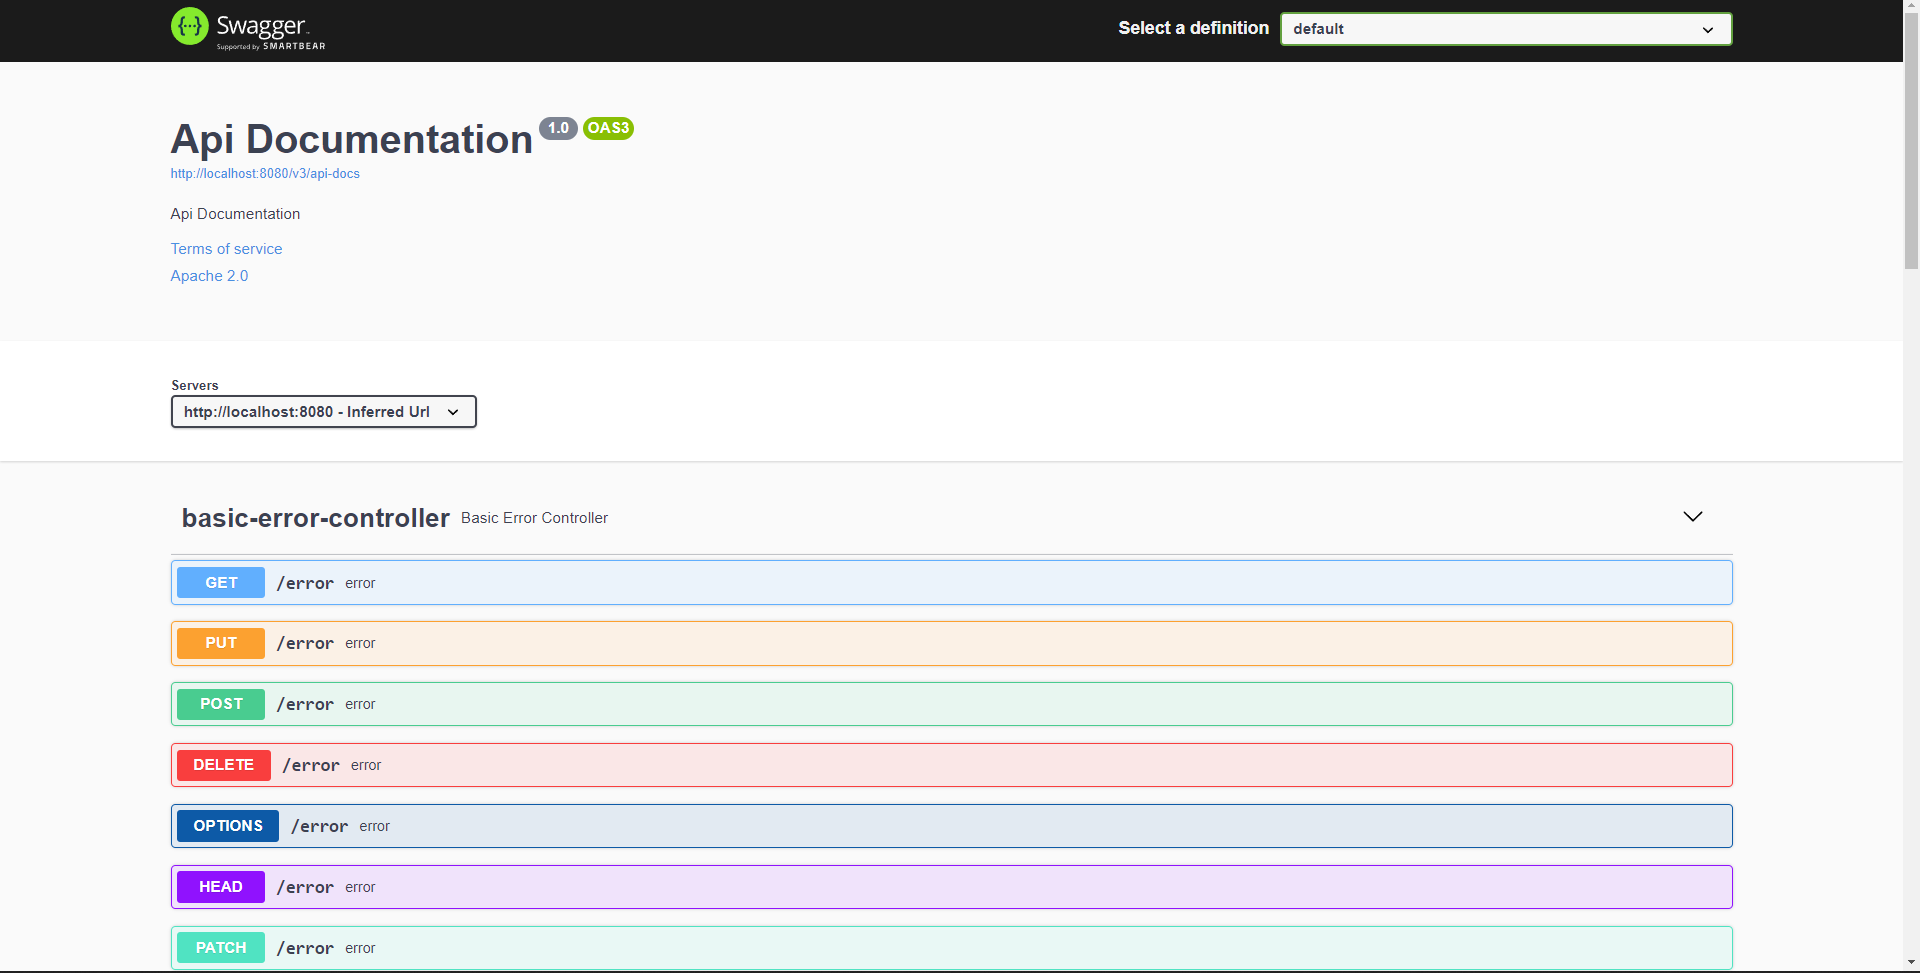 Swagger
Supported by SMARTBEAR
Select a definition
default
Api Documentation 1.0 OAS3
http://localhost:8080/v3/api-docs
Api Documentation
Terms of service
Apache 2.0
Servers
http://localhost:8080 - Inferred Url
basic-error-controller Basic Error Controller
GET /error error
PUT /error error
POST /error error
DELETE /error error
OPTIONS /error error
HEAD /error error
PATCH /error error